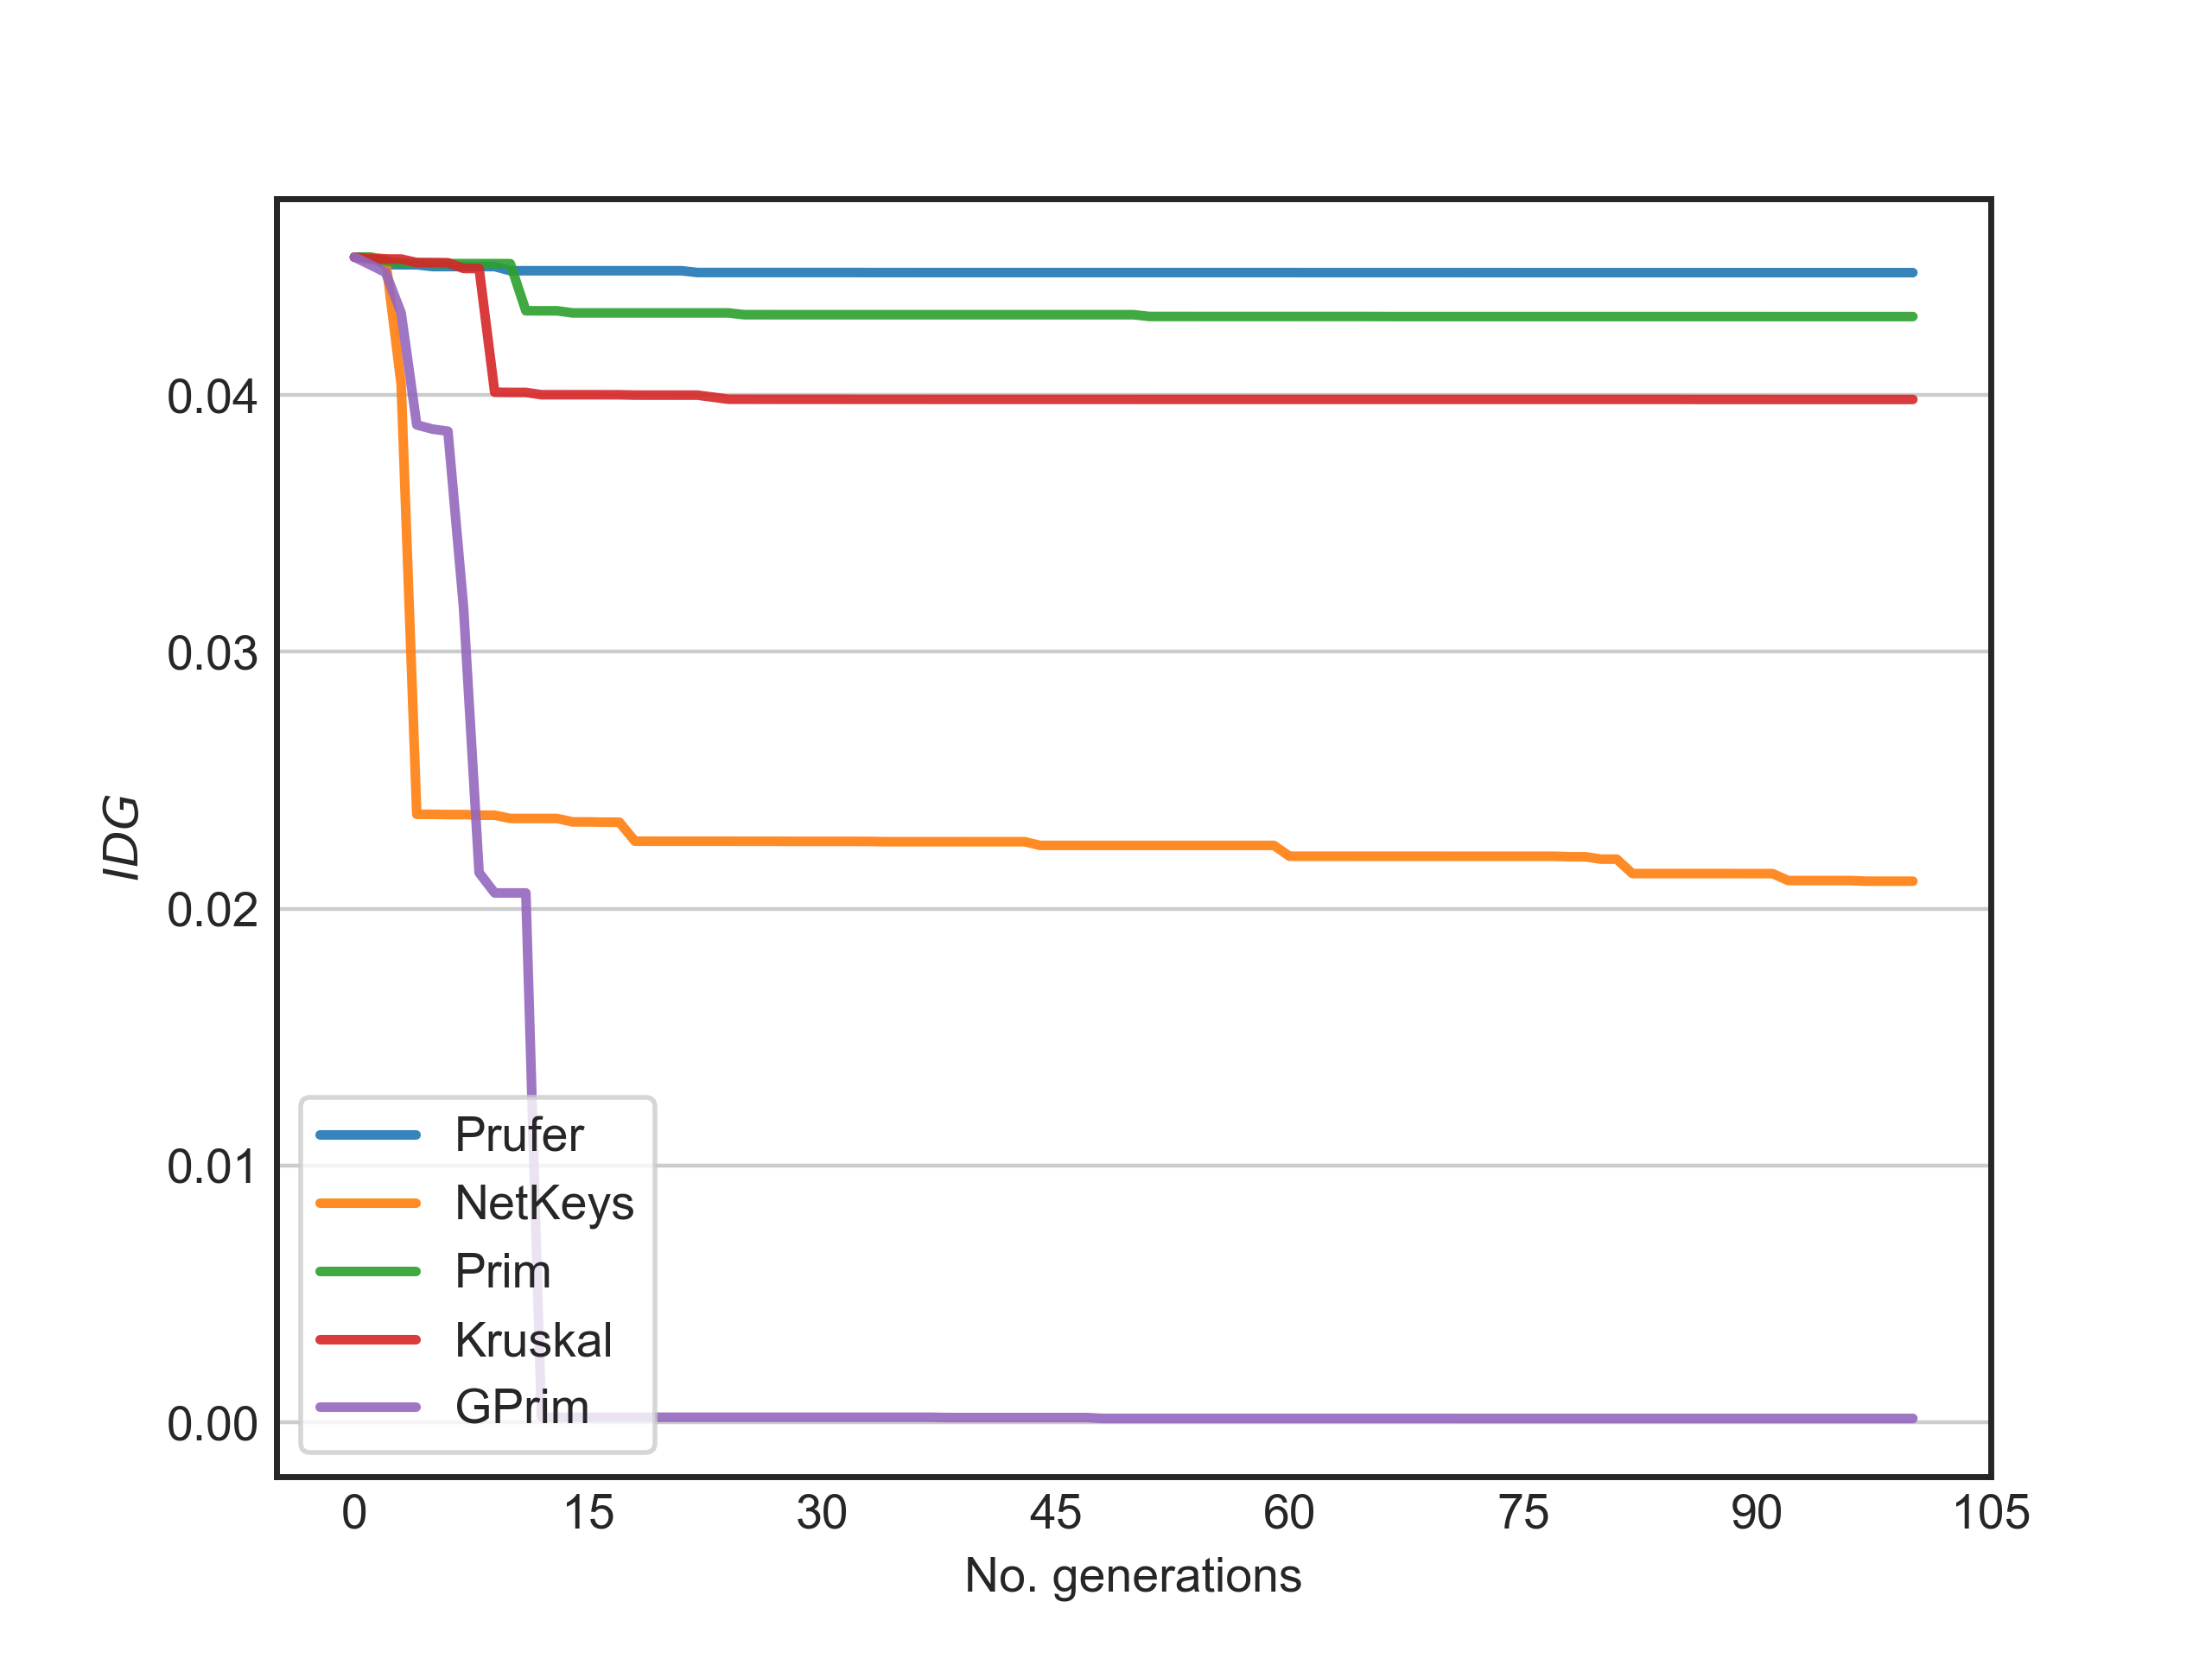 0.04
0.03
0.02
0.01
0.00
IDG
Prufer
NetKeys
Prim
Kruskal
GPrim
0 15 30 45 60 75 90 105
No. generations